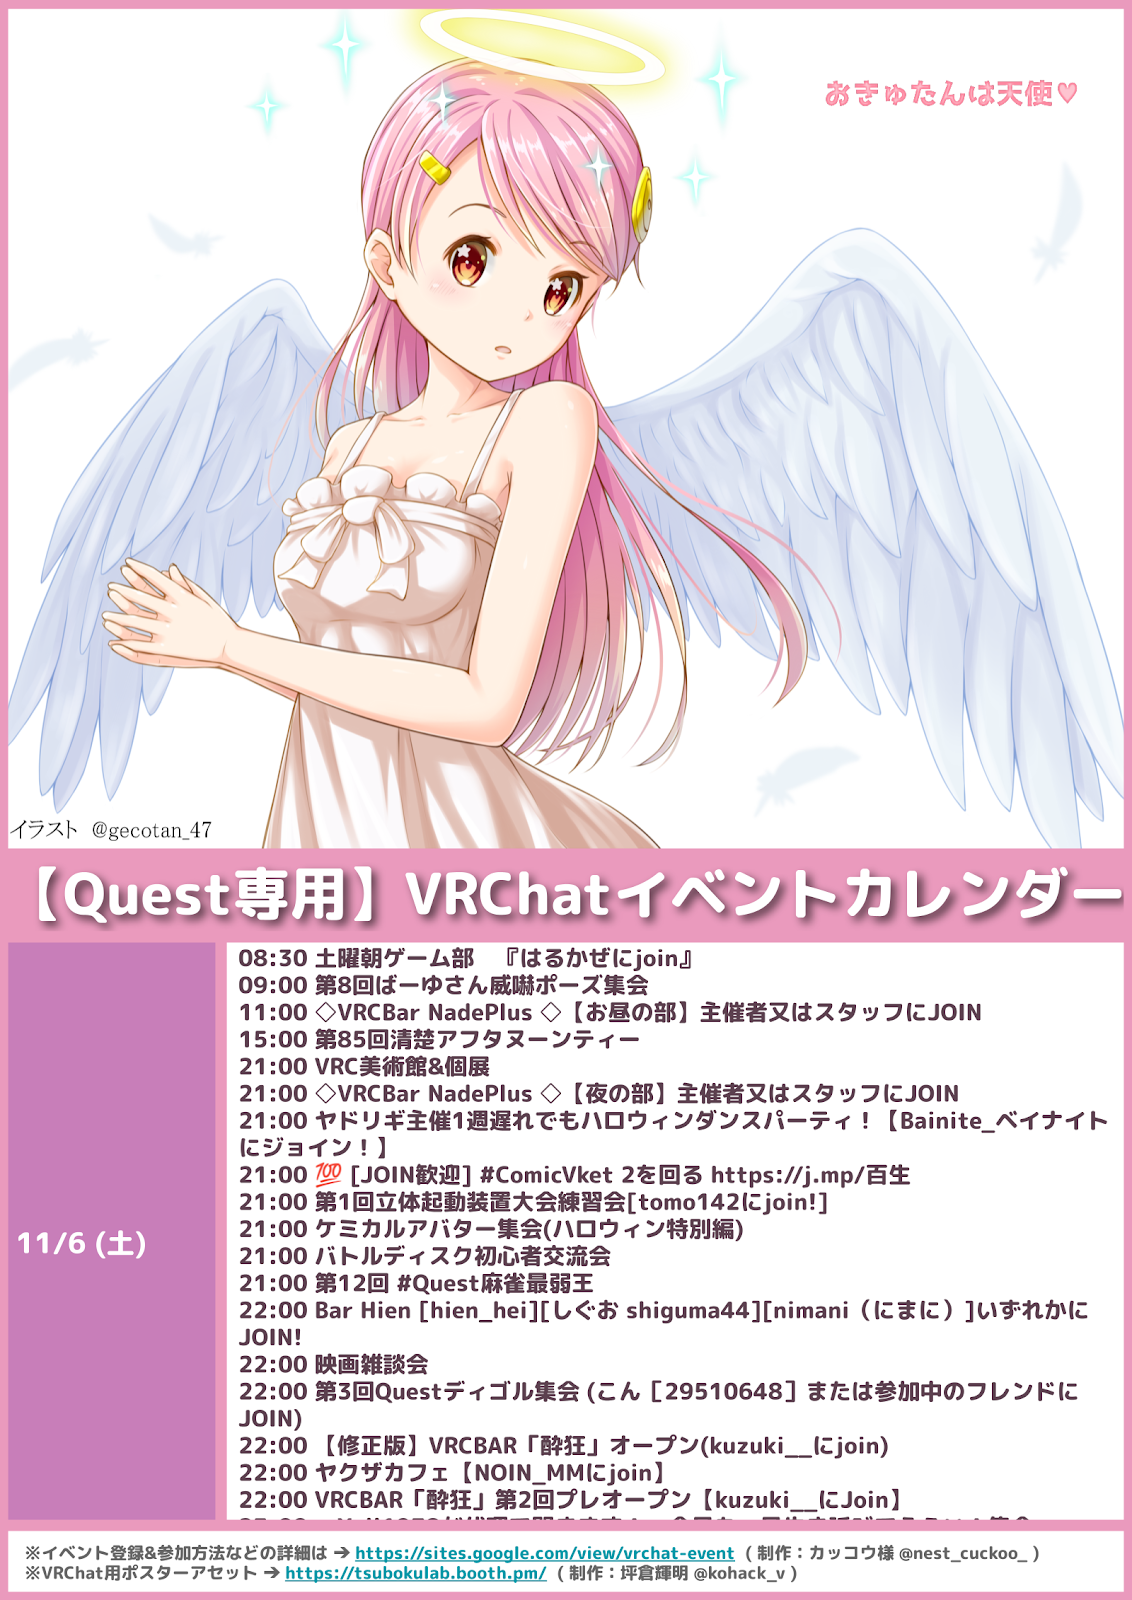 おきゅたんは天使♥
イラスト @gecotan_47
【Quest専用】VRChatイベントカレンダー
11/6 (土)
08:30 土曜朝ゲーム部 『はるかぜにjoin』
09:00 第8回ばーゆさん威嚇ポーズ集会
11:00 ◇VRCBar NadePlus ◇【お昼の部】主催者又はスタッフにJOIN
15:00 第85回清楚アフタヌーンティー
21:00 VRC美術館&個展
21:00 ◇VRCBar NadePlus ◇【夜の部】主催者又はスタッフにJOIN
21:00 ヤドリギ主催1週遅れでもハロウィンダンスパーティ！【Bainite_ベイナイト
にジョイン！】
21:00 💯 [JOIN歓迎] #ComicVket 2を回る https://j.mp/百生
21:00 第1回立体起動装置大会練習会[tomo142にjoin!]
21:00 ケミカルアバター集会(ハロウィン特別編)
21:00 バトルディスク初心者交流会
21:00 第12回 #Quest麻雀最弱王
22:00 Bar Hien [hien_hei][しぐお shiguma44][nimani（にまに）]いずれかに
JOIN!
22:00 映画雑談会
22:00 第3回Questディゴル集会 (こん［29510648］または参加中のフレンドに
JOIN)
22:00 【修正版】VRCBAR「酔狂」オープン(kuzuki__にjoin)
22:00 ヤクザカフェ【NOIN_MMにjoin】
22:00 VRCBAR「酔狂」第2回プレオープン【kuzuki__にJoin】
※イベント登録&参加方法などの詳細は ➔ https://sites.google.com/view/vrchat-event ( 制作：カッコウ様 @nest_cuckoo_ )
※VRChat用ポスターアセット ➔ https://tsubokulab.booth.pm/ ( 制作：坪倉輝明 @kohack_v )